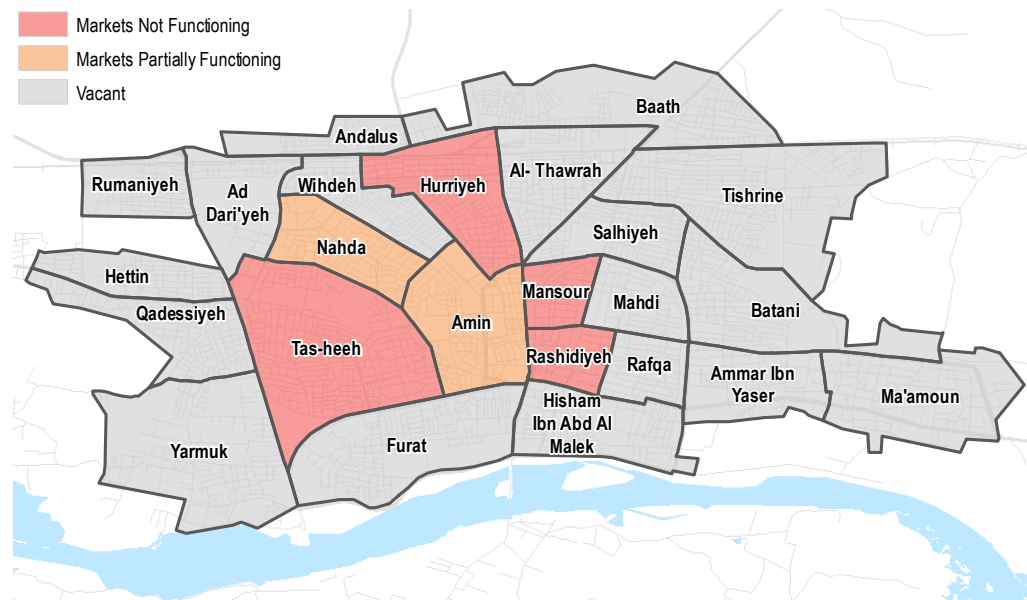 Markets Not Functioning
Markets Partially Functioning
Vacant
Baath
Andalus
Al- Thawrah
Rumaniyeh
Wihdeh
Hurriyeh
Ad
Dari'yeh
Tishrine
Salhiyeh
Nahda
Hettin
Mansour
Mahdi
Qadessiyeh
Batani
Amin
Tas-heeh
Rashidiyeh
Rafqa
Ammar Ibn
Yaser
Ma'amoun
Hisham
Ibn Abd Al
Malek
Furat
Yarmuk